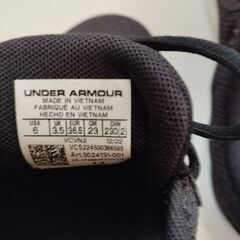 UNDER ARMOUR
MADE IN VIETNAM
FABRIQUÉ AU VIETNAM
HECHO EN VIETNAM
USA UK EUR CM CHN
6 3.5 36.5 23 230(2)
VCVN2 12/22
VCS224500366585
Art:3024131-001